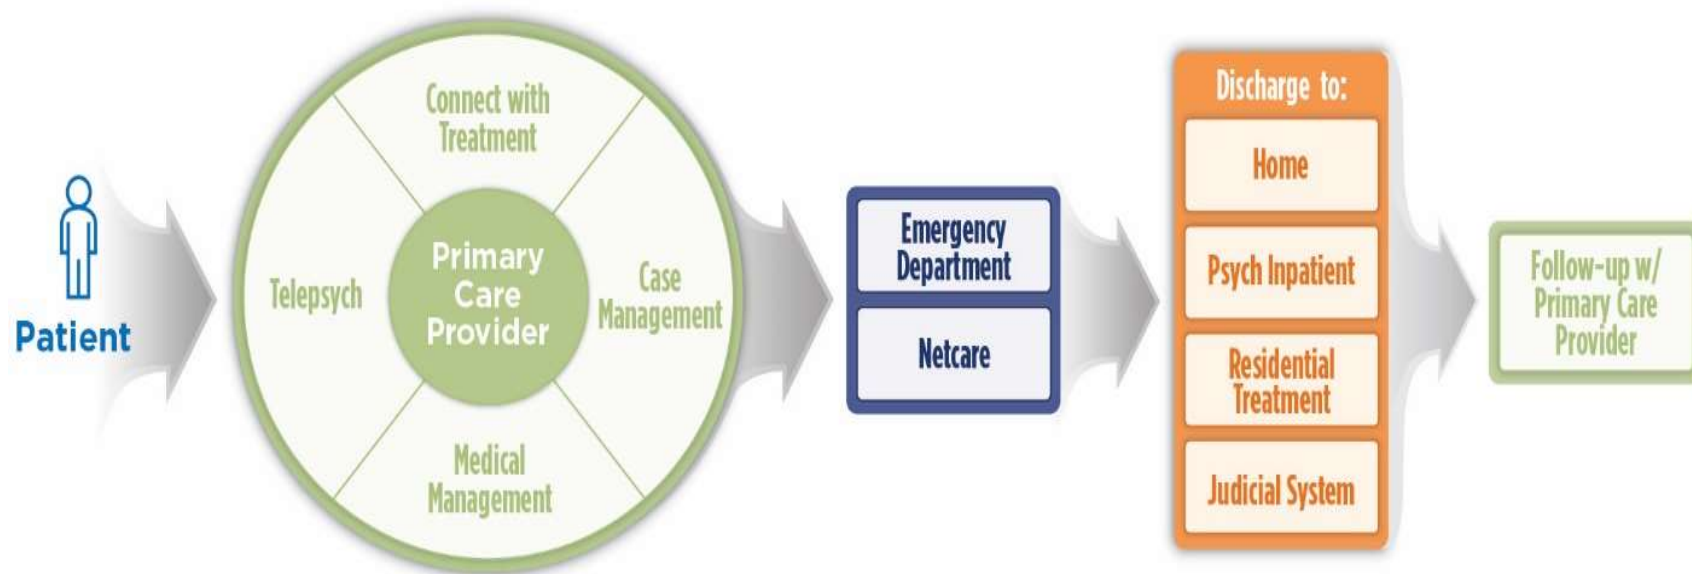 Patient
Connect with
Treatment
Telepsych
Primary
Care
Provider
Case
Management
Medical
Management
Emergency
Department
Netcare
Discharge to:
Home
Psych Inpatient
Residential
Treatment
Judicial System
Follow-up w/
Primary Care
Provider